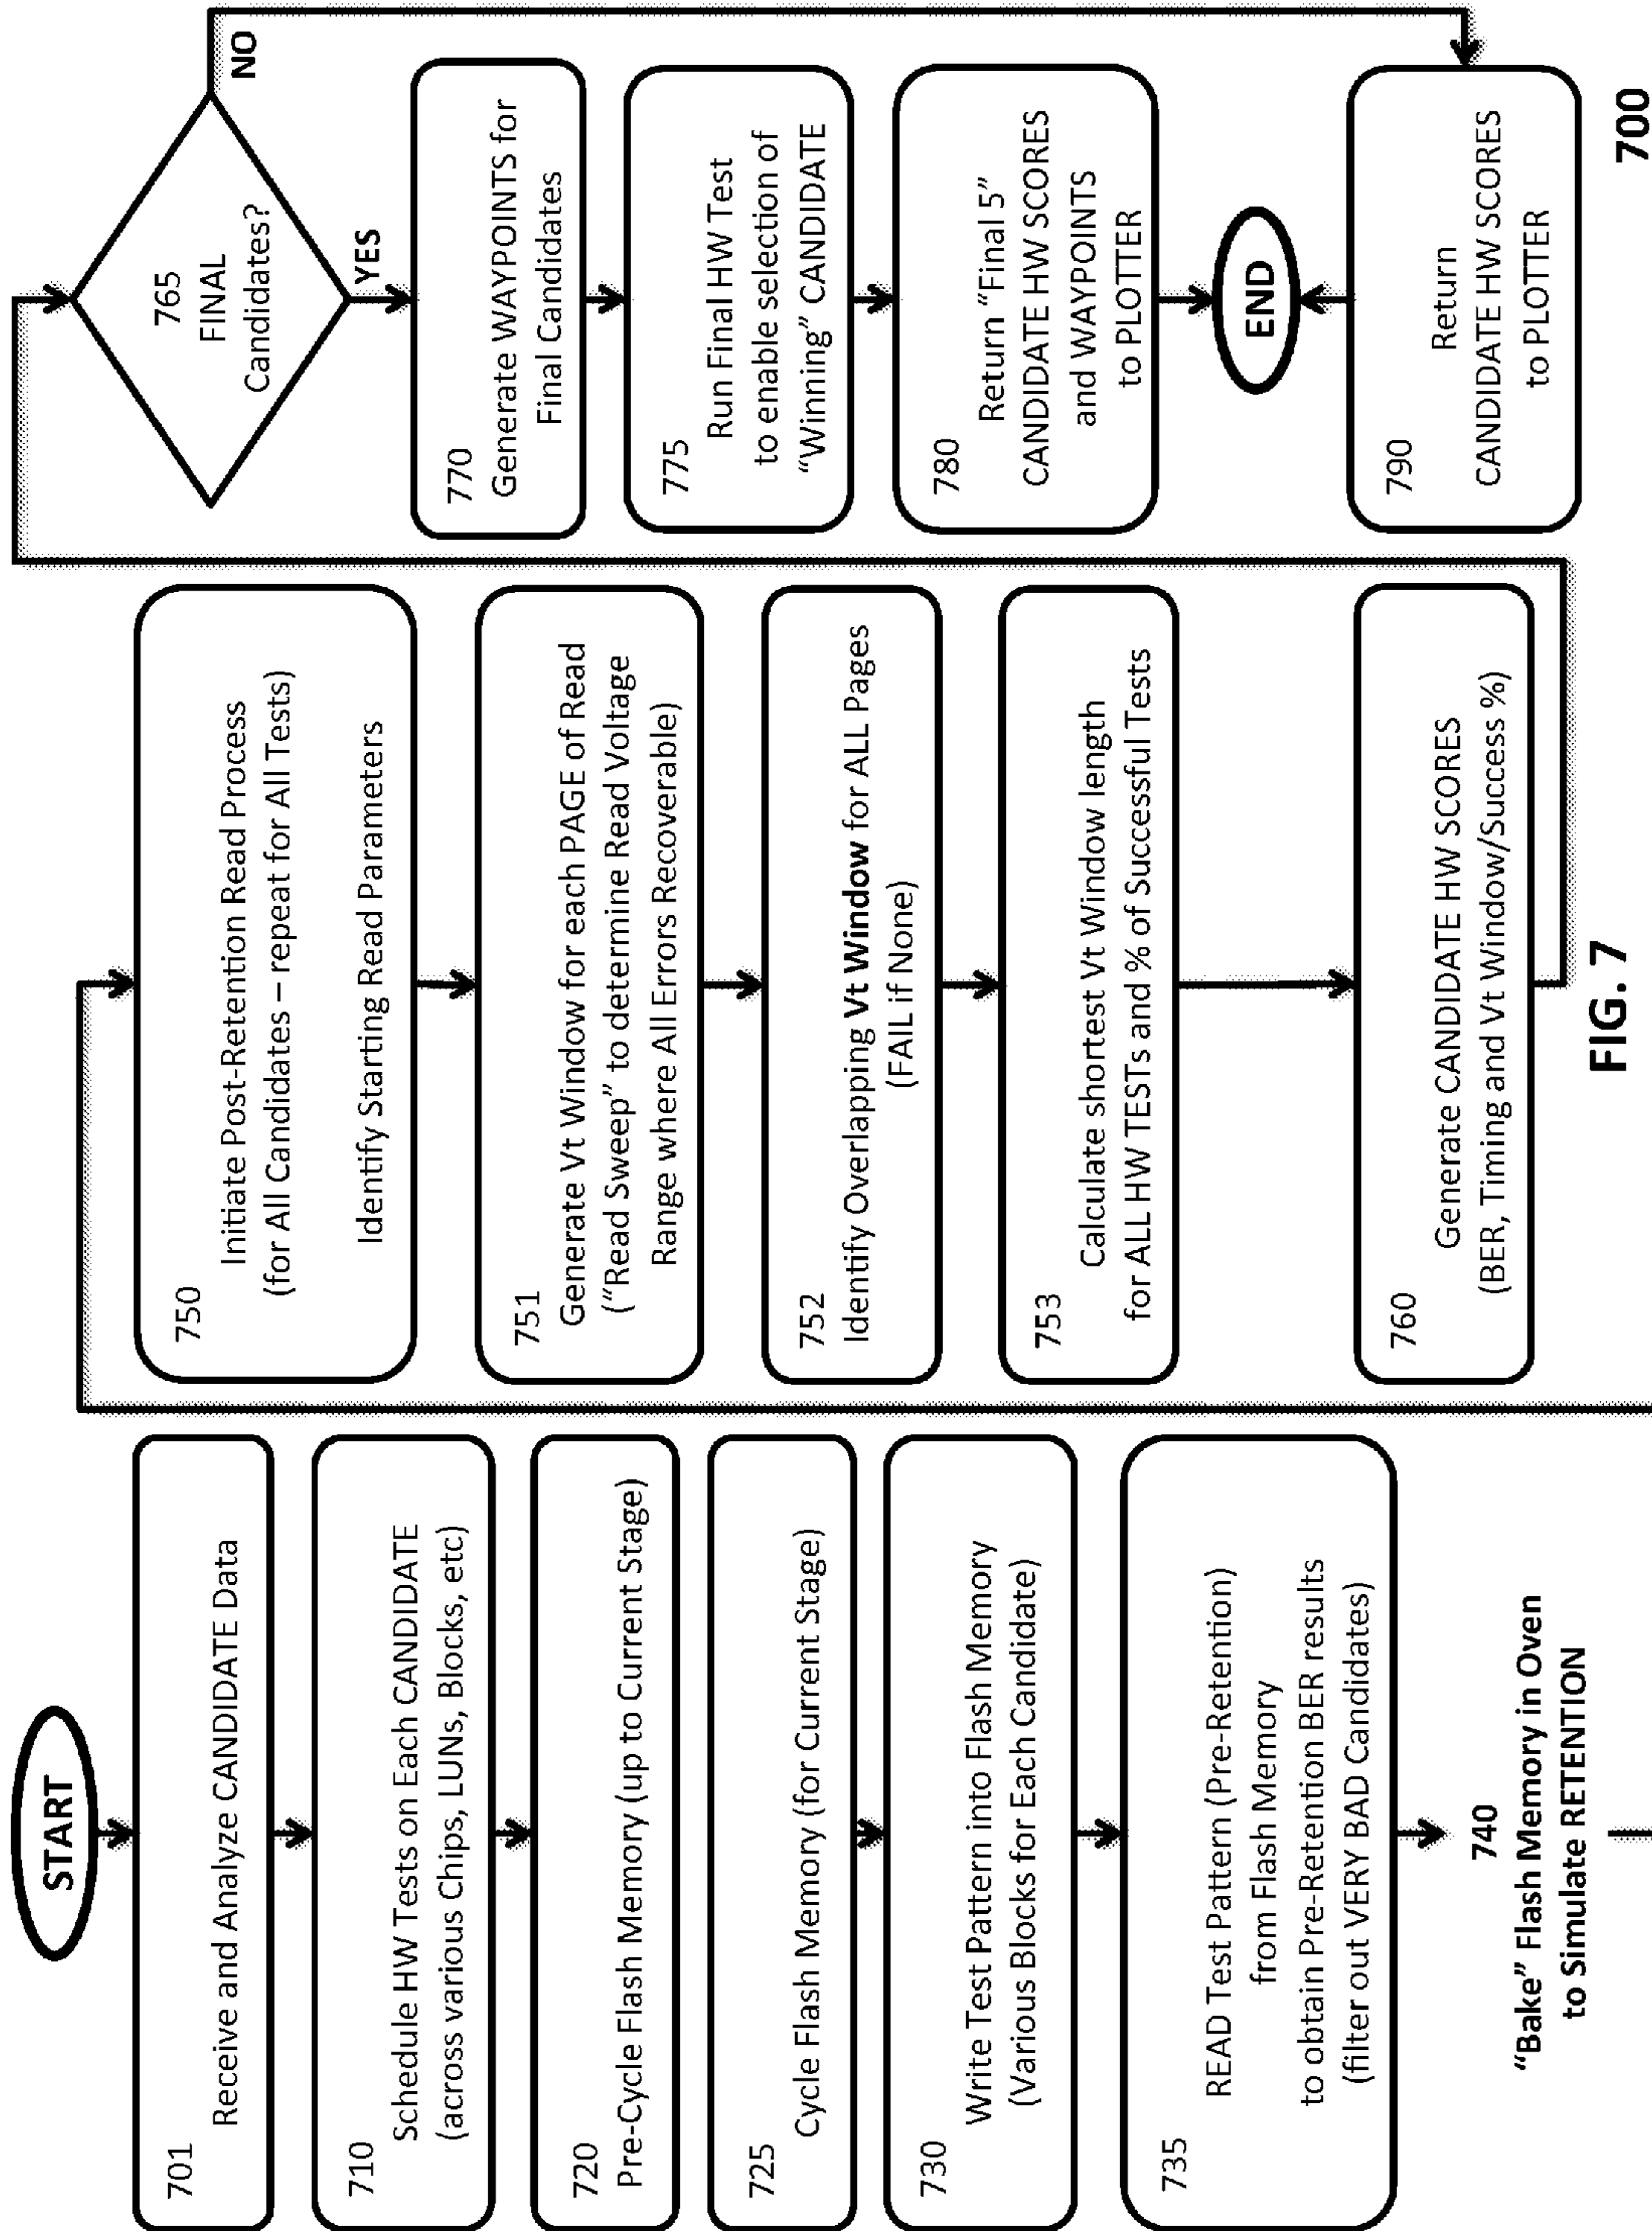 START
701
Receive and Analyze CANDIDATE Data
710
Schedule HW Tests on Each CANDIDATE
(across various Chips, LUNs, Blocks, etc)
720
Pre-Cycle Flash Memory (up to Current Stage)
725
Cycle Flash Memory (for Current Stage)
730
Write Test Pattern into Flash Memory
(Various Blocks for Each Candidate)
735
READ Test Pattern (Pre-Retention)
from Flash Memory
to obtain Pre-Retention BER results
(filter out VERY BAD Candidates)
740
“Bake” Flash Memory in Oven
to Simulate RETENTION
750
Initiate Post-Retention Read Process
(for All Candidates – repeat for All Tests)
Identify Starting Read Parameters
751
Generate Vt Window for each PAGE of Read
(“Read Sweep” to determine Read Voltage
Range where All Errors Recoverable)
752
Identify Overlapping Vt Window for ALL Pages
(FAIL if None)
753
Calculate shortest Vt Window length
for ALL HW TESTs and % of Successful Tests
760
Generate CANDIDATE HW SCORES
(BER, Timing and Vt Window/Success %)
765
FINAL
Candidates?
NO
YES
770
Generate WAYPOINTS for
Final Candidates
775
Run Final HW Test
to enable selection of
“Winning” CANDIDATE
780
Return “Final 5”
CANDIDATE HW SCORES
and WAYPOINTS
to PLOTTER
END
790
Return
CANDIDATE HW SCORES
to PLOTTER
FIG. 7
700